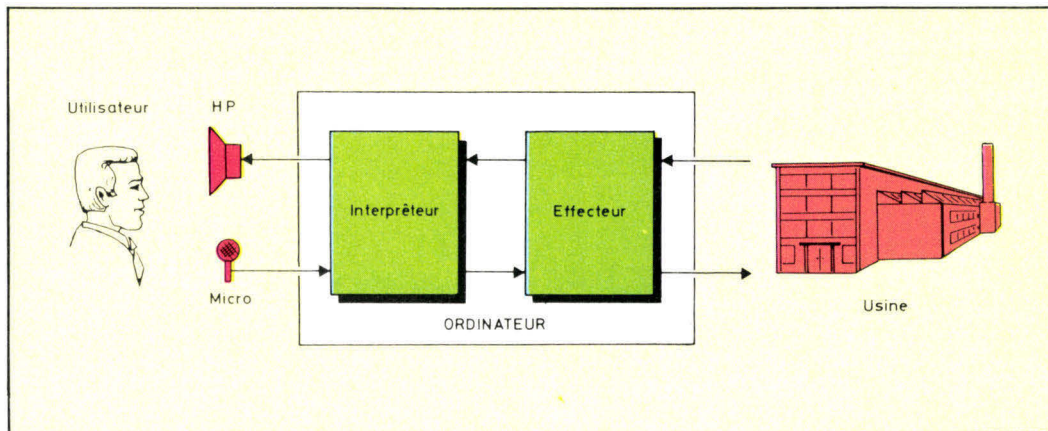 Utilisateur
HP
Interprêteur
Effecteur
Micro
ORDINATEUR
Usine